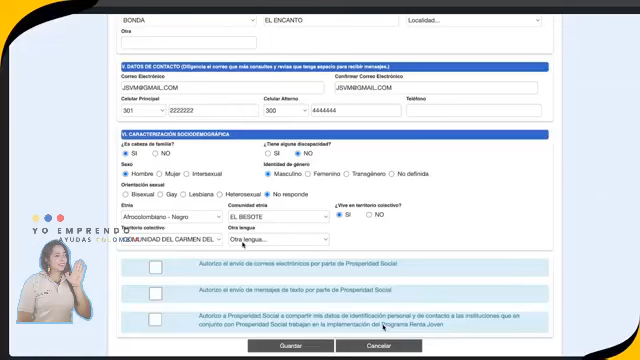 BONDA EL ENCANTO Localidad...
Otra
V. DATOS DE CONTACTO (Diligencia el correo que más consultes y revisa que tenga espacio para recibir mensajes.)
Correo Electrónico Confirmar Correo Electrónico
JSVM@GMAIL.COM JSVM@GMAIL.COM
Celular Principal Celular Alterno Teléfono
301 2222222 300 4444444
VI. CARACTERIZACIÓN SOCIODEMOGRÁFICA
¿Es cabeza de familia? ¿Tiene alguna discapacidad?
SI NO SI NO
Sexo Identidad de género
Hombre Mujer Intersexual Masculino Femenino Transgénero No definida
Orientación sexual
Bisexual Gay Lesbiana Heterosexual No responde
Etnia Comunidad etnia ¿Vive en territorio colectivo?
Afrocolombiano - Negro EL BESOTE SI NO
Territorio colectivo Otra lengua
COMUNIDAD DEL CARMEN DEL Otra lengua...
YO EMPRENDO
AYUDAS COLOMBIA
Autorizo el envío de correos electrónicos por parte de Prosperidad Social
Autorizo el envío de mensajes de texto por parte de Prosperidad Social
Autorizo a Prosperidad Social a compartir mis datos de identificación personal y de contacto a las instituciones que en
conjunto con Prosperidad Social trabajan en la implementación del Programa Renta Joven
Guardar Cancelar